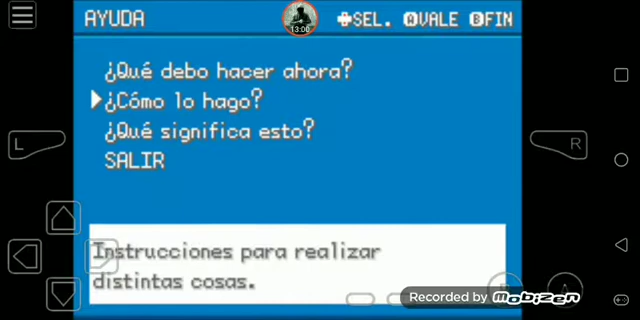 AYUDA
13:00
SEL. A VALE B FIN
¿Qué debo hacer ahora?
¿Cómo lo hago?
¿Qué significa esto?
SALIR
L
R
Instrucciones para realizar
distintas cosas.
B
A
Recorded by mobizen